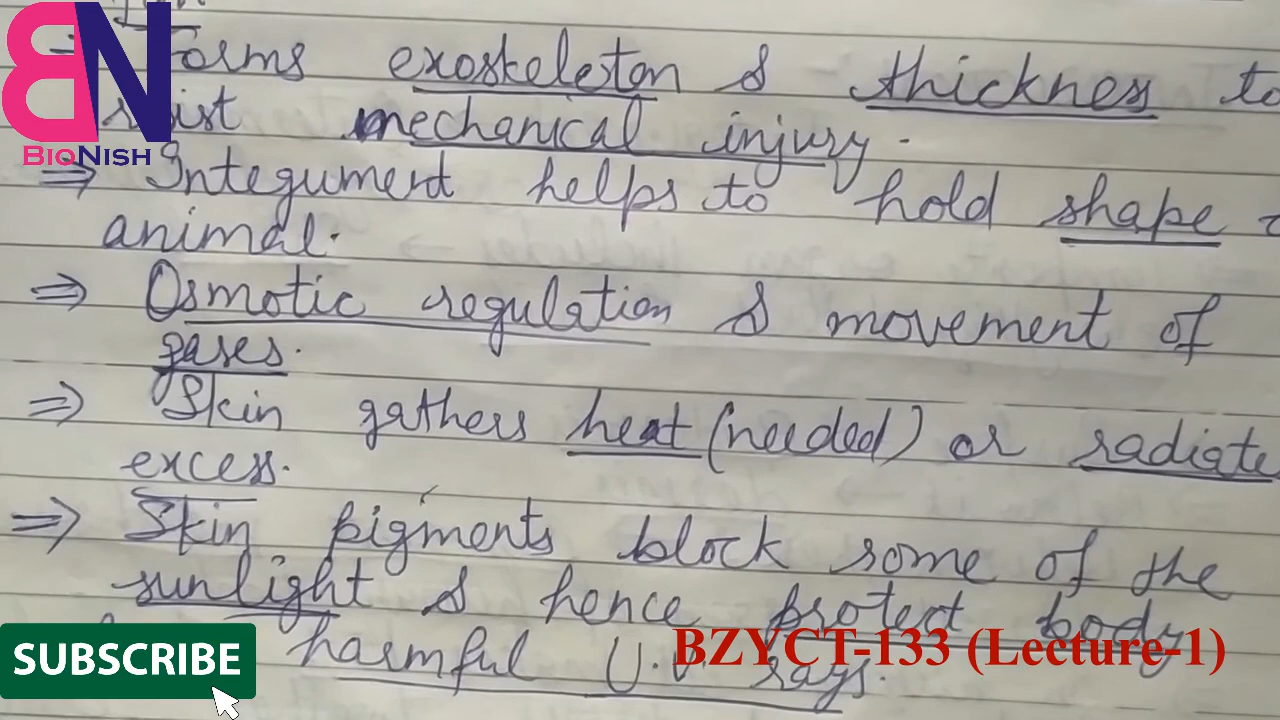 BN
BIONISH
Forms exoskeleton & thickness to
resist mechanical injury.
⇒ Integument helps to hold shape
animal.
⇒ Osmotic regulation & movement of
gases.
⇒ Skin gathers heat (needed) or radiate
excess.
⇒ Skin pigments block some of the
sunlight & hence protect body
harmful U.V. rays.
SUBSCRIBE
BZYCT-133 (Lecture-1)